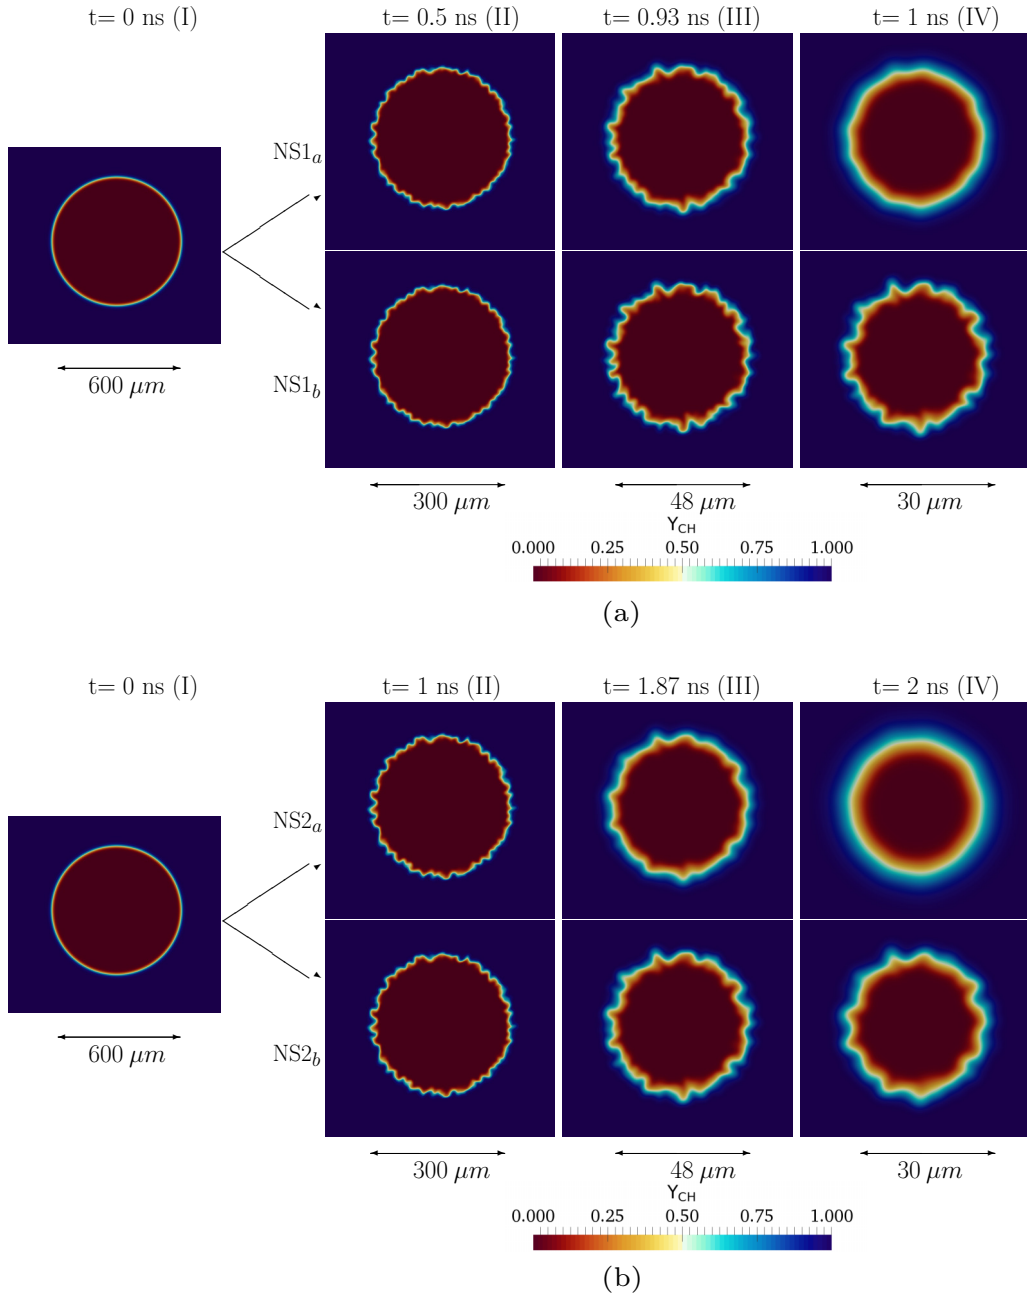 t= 0 ns (I) t= 0.5 ns (II) t= 0.93 ns (III) t= 1 ns (IV)
NS1a
NS1b
600 μm
300 μm 48 μm 30 μm
YCH
0.000 0.25 0.50 0.75 1.000
(a)
t= 0 ns (I) t= 1 ns (II) t= 1.87 ns (III) t= 2 ns (IV)
NS2a
NS2b
600 μm
300 μm 48 μm 30 μm
YCH
0.000 0.25 0.50 0.75 1.000
(b)